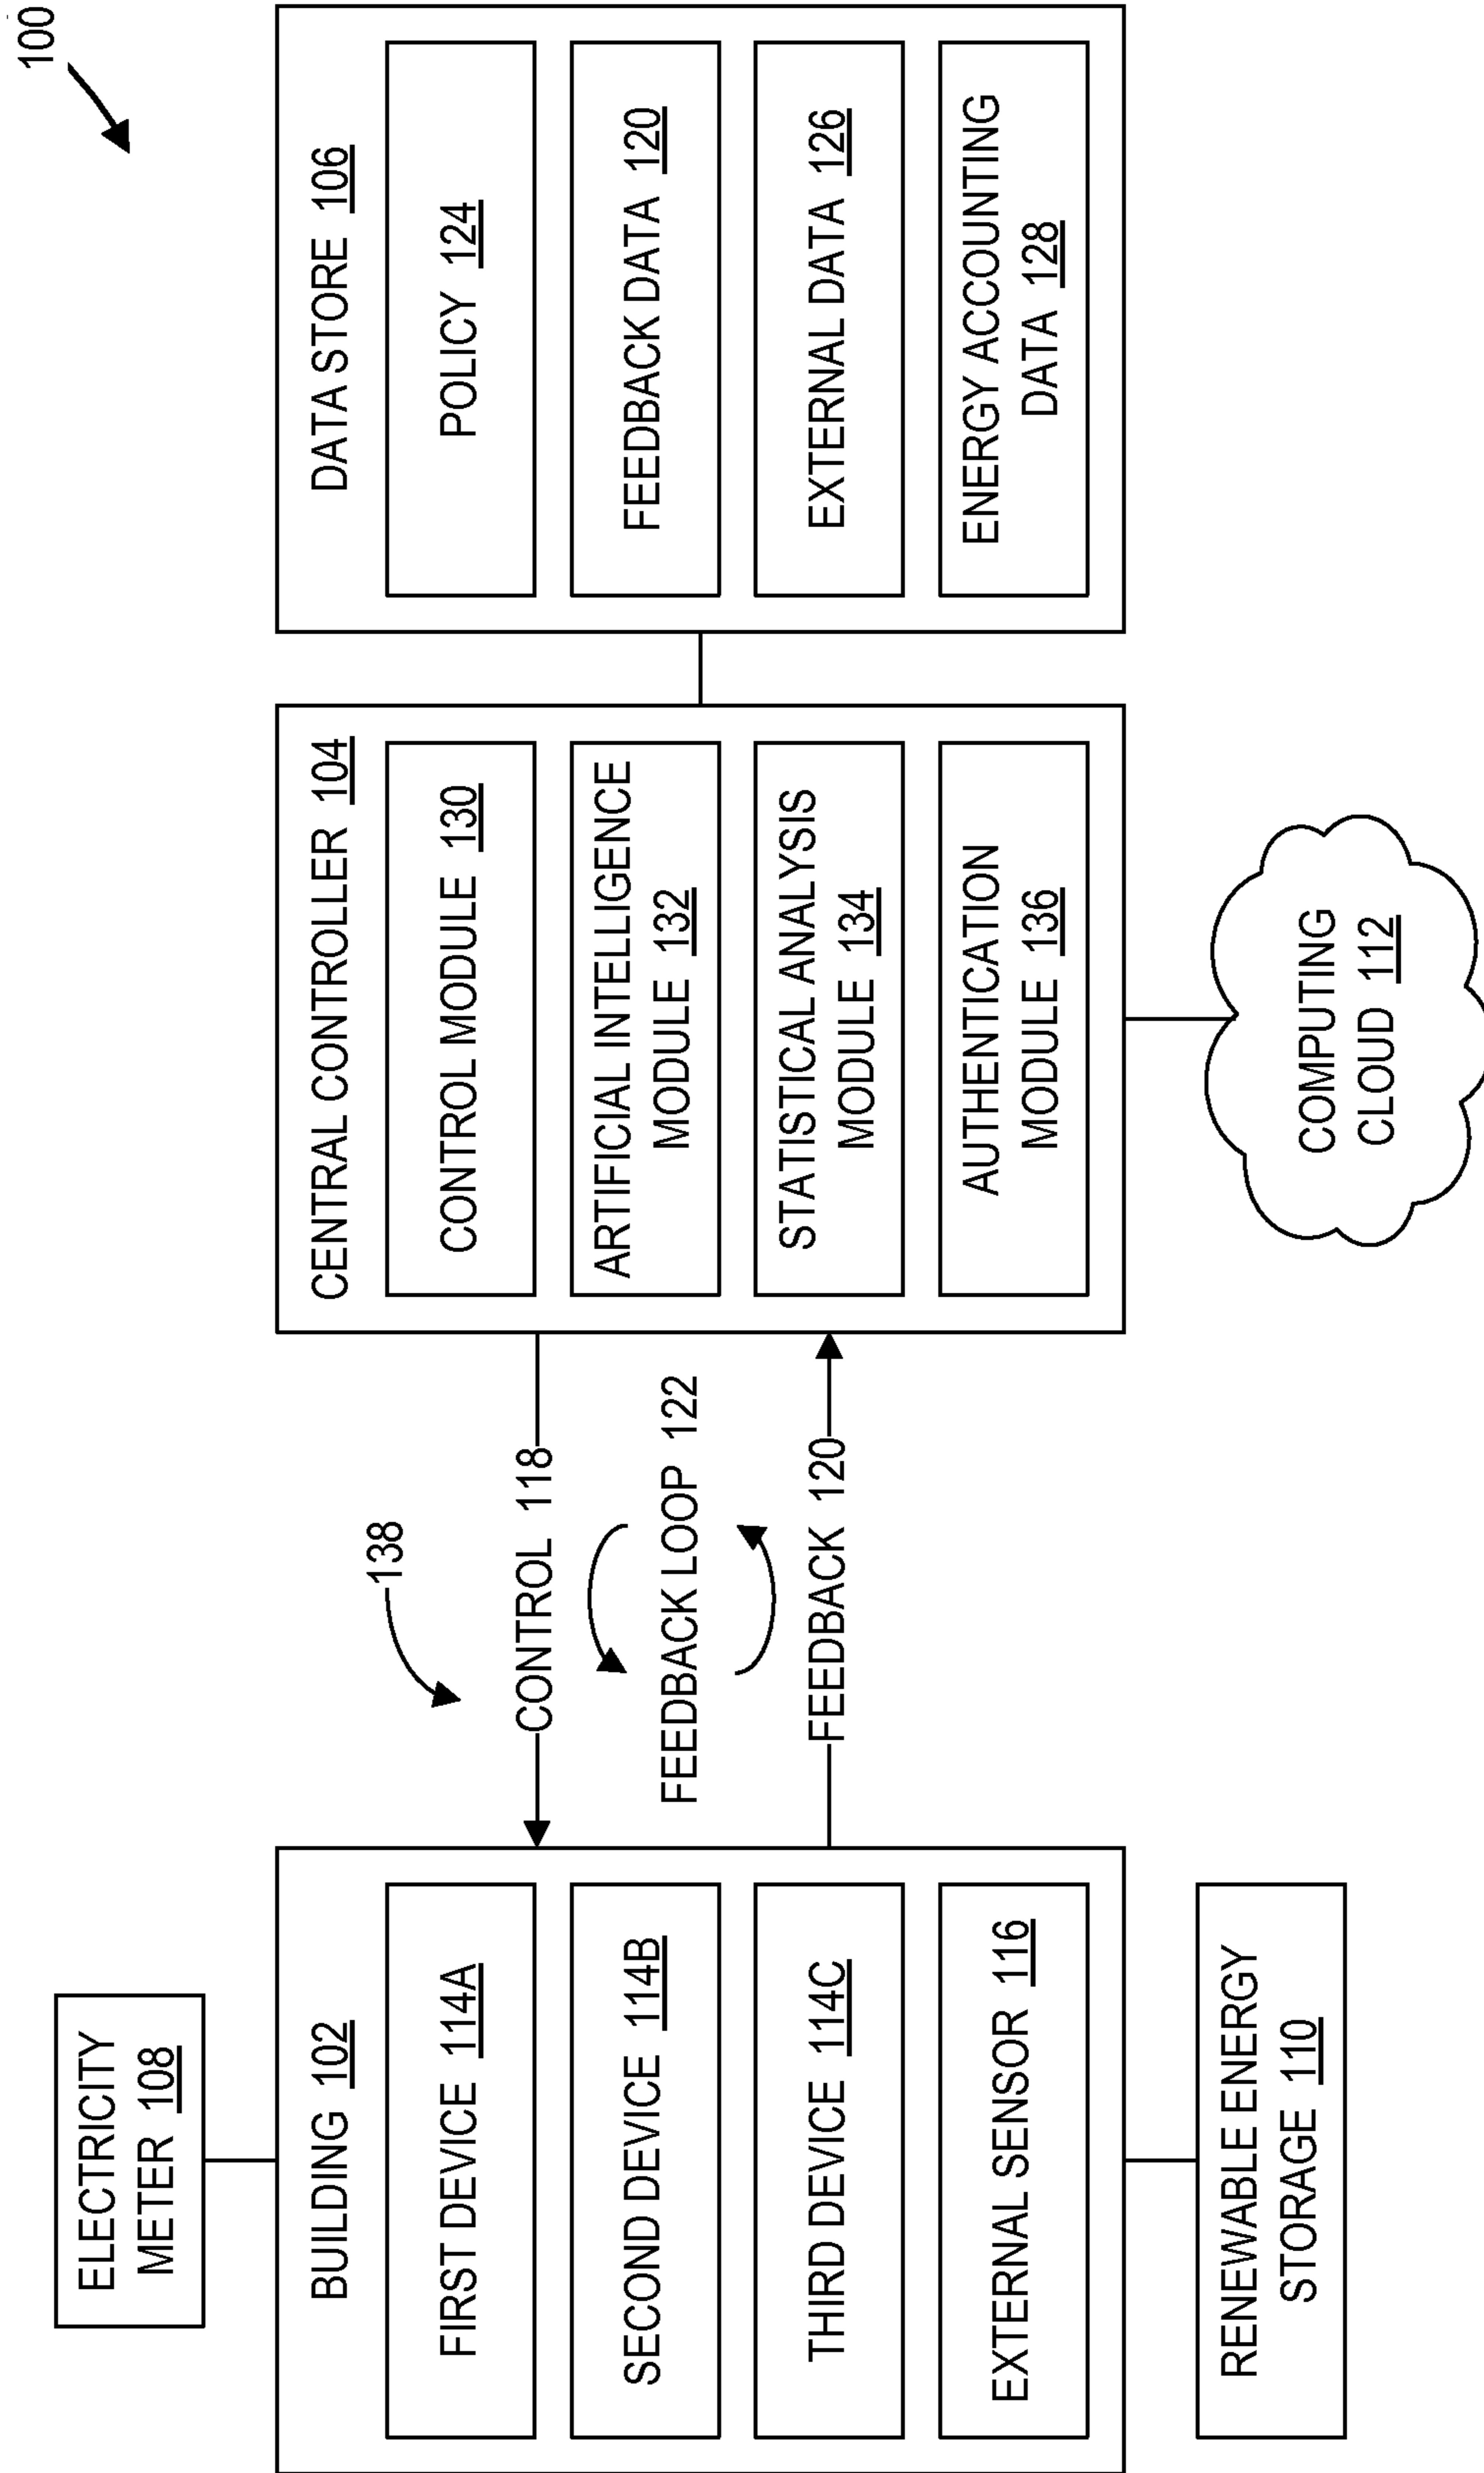 100
ELECTRICITY
METER 108
BUILDING 102
FIRST DEVICE 114A
SECOND DEVICE 114B
THIRD DEVICE 114C
EXTERNAL SENSOR 116
RENEWABLE ENERGY
STORAGE 110
138
CONTROL 118
FEEDBACK LOOP 122
FEEDBACK 120
CENTRAL CONTROLLER 104
CONTROL MODULE 130
ARTIFICIAL INTELLIGENCE
MODULE 132
STATISTICAL ANALYSIS
MODULE 134
AUTHENTICATION
MODULE 136
COMPUTING
CLOUD 112
DATA STORE 106
POLICY 124
FEEDBACK DATA 120
EXTERNAL DATA 126
ENERGY ACCOUNTING
DATA 128